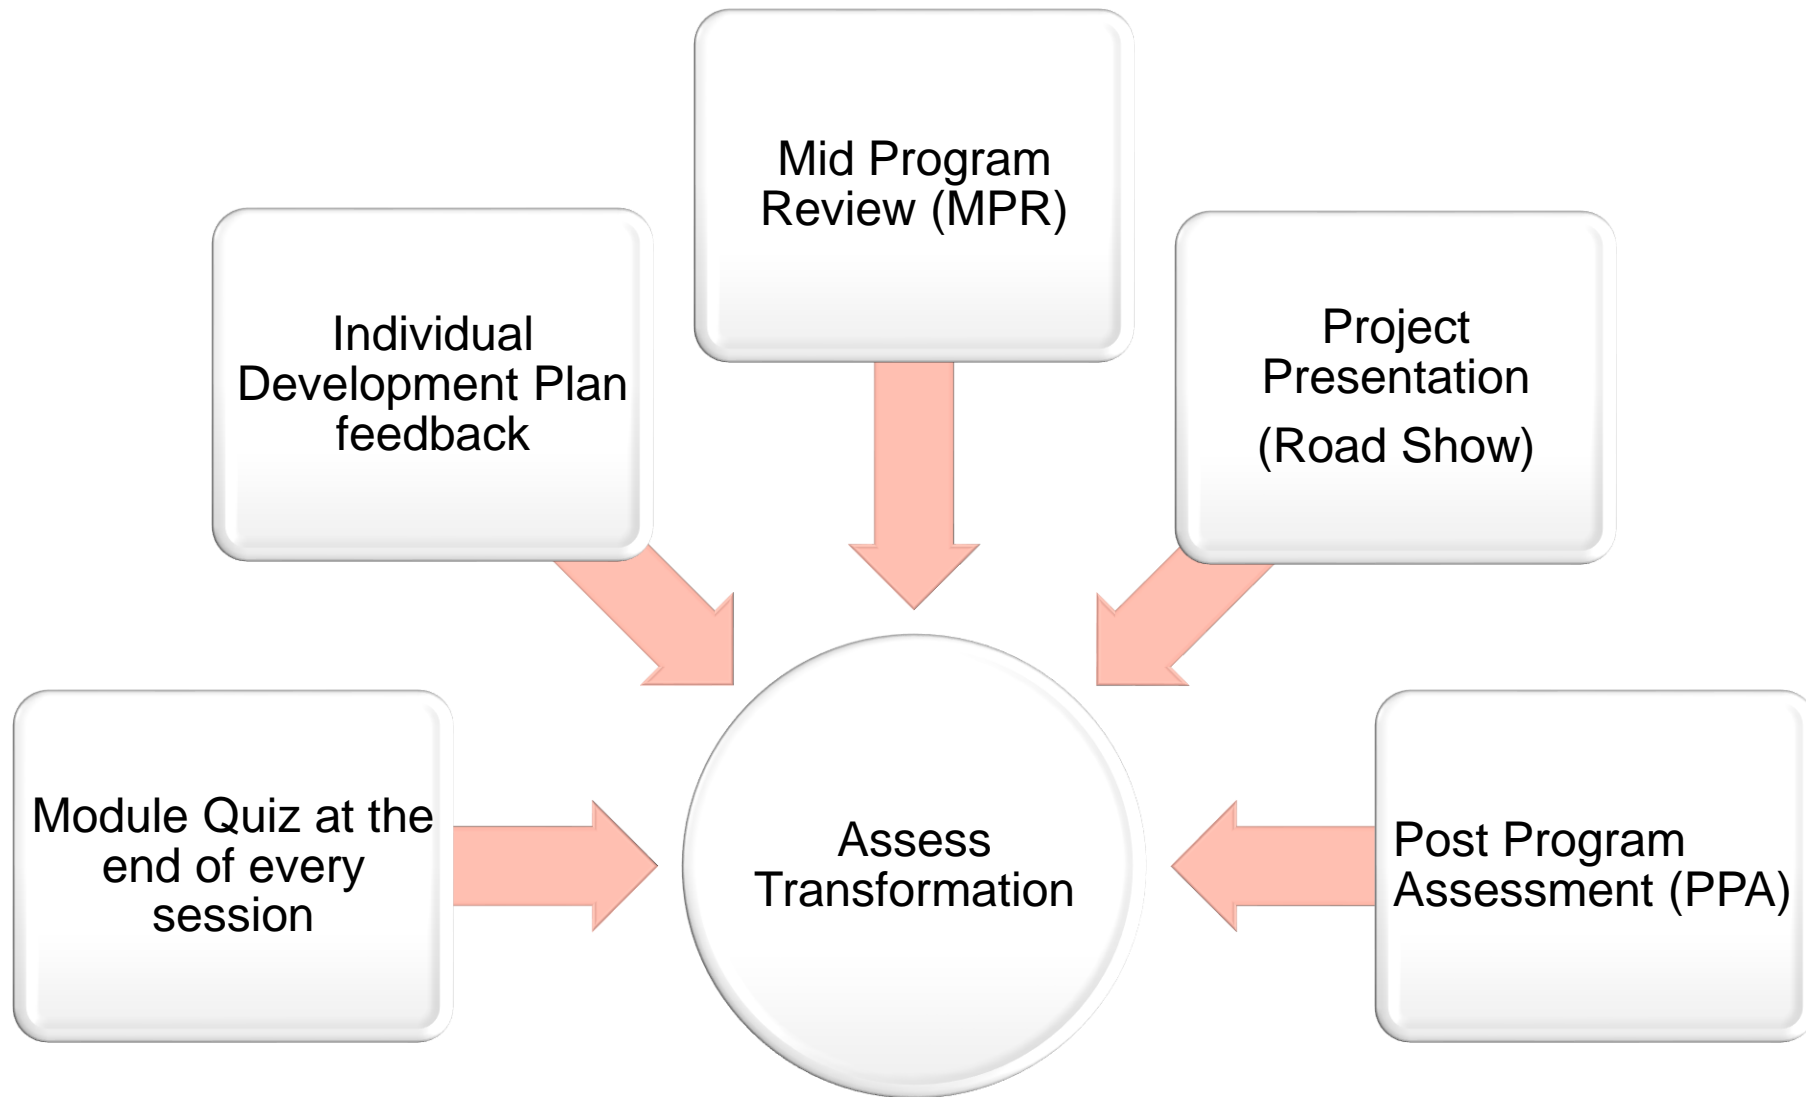 Mid Program
Review (MPR)
Individual
Development Plan
feedback
Project
Presentation
(Road Show)
Module Quiz at the
end of every
session
Assess
Transformation
Post Program
Assessment (PPA)